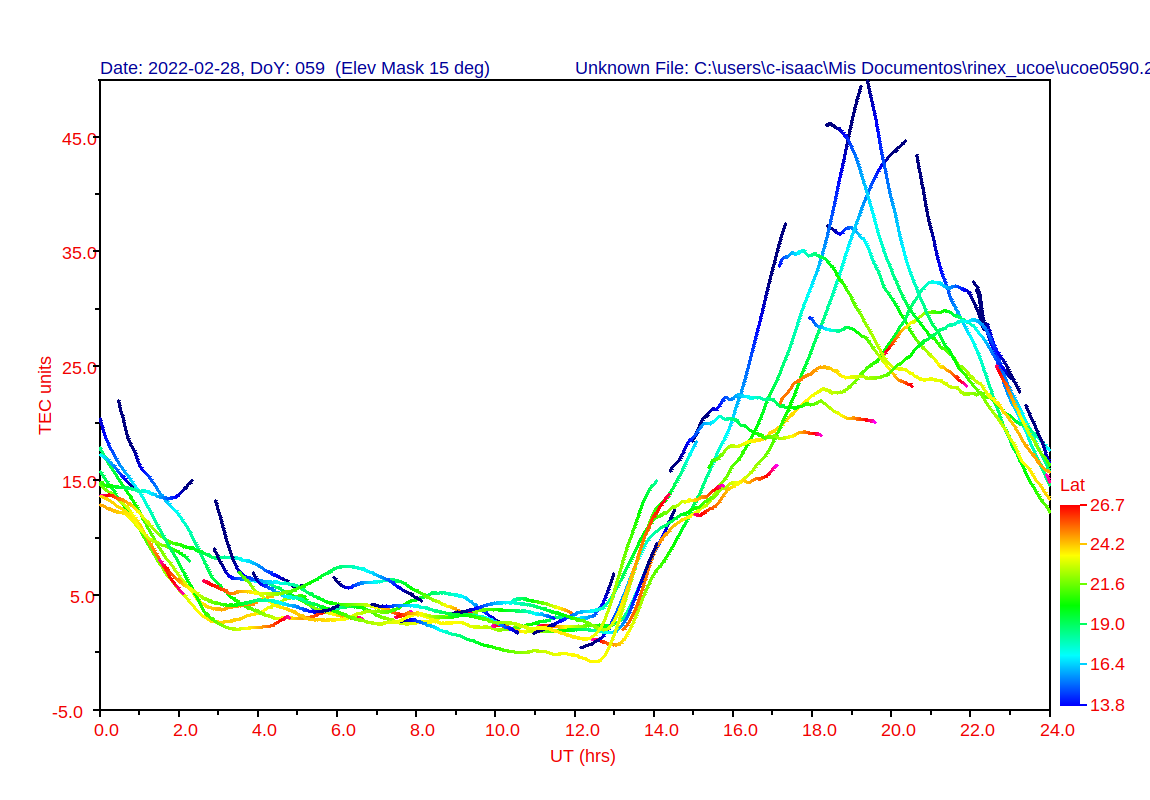 Date: 2022-02-28, DoY: 059  (Elev Mask 15 deg)
Unknown File: C:\users\c-isaac\Mis Documentos\rinex_ucoe\ucoe0590.2
45.0
35.0
25.0
15.0
5.0
-5.0
TEC units
0.0 2.0 4.0 6.0 8.0 10.0 12.0 14.0 16.0 18.0 20.0 22.0 24.0
UT (hrs)
Lat
26.7
24.2
21.6
19.0
16.4
13.8